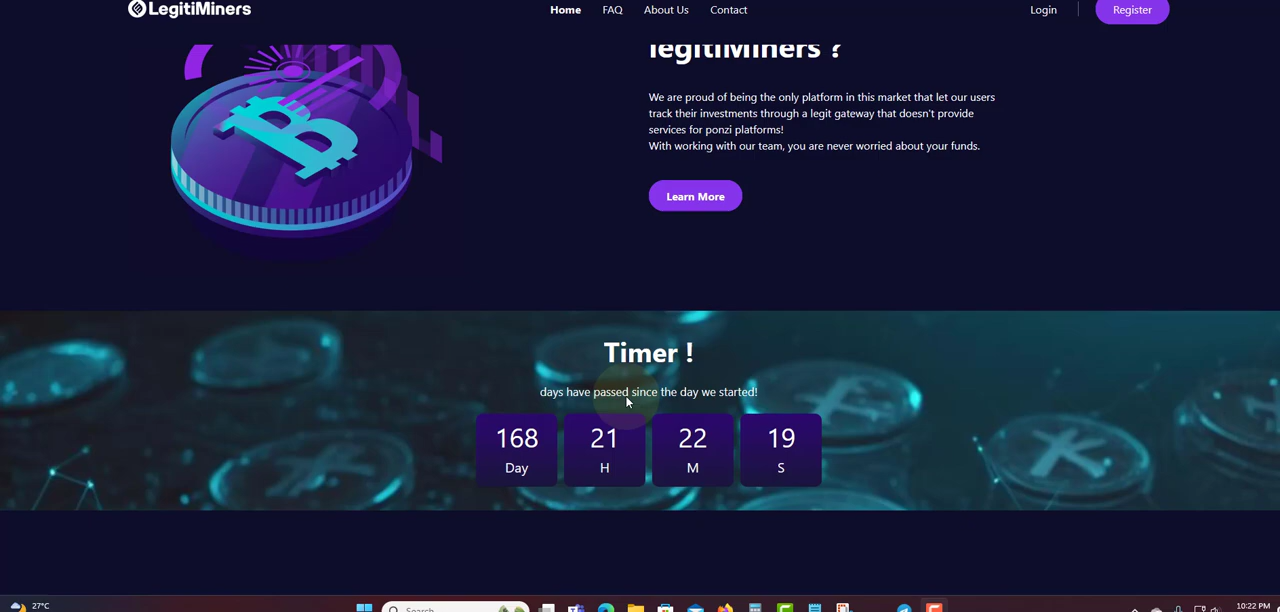 LegitiMiners
Home FAQ About Us Contact Login Register
legitiMiners ?
We are proud of being the only platform in this market that let our users
track their investments through a legit gateway that doesn't provide
services for ponzi platforms!
With working with our team, you are never worried about your funds.
Learn More
Timer !
days have passed since the day we started!
168 21 22 19
Day H M S
27°C
Search
10:22 PM